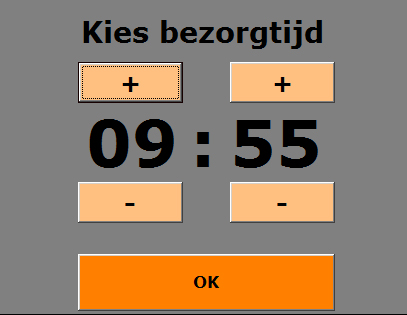 Kies bezorgtijd
+ +
09 : 55
- -
OK